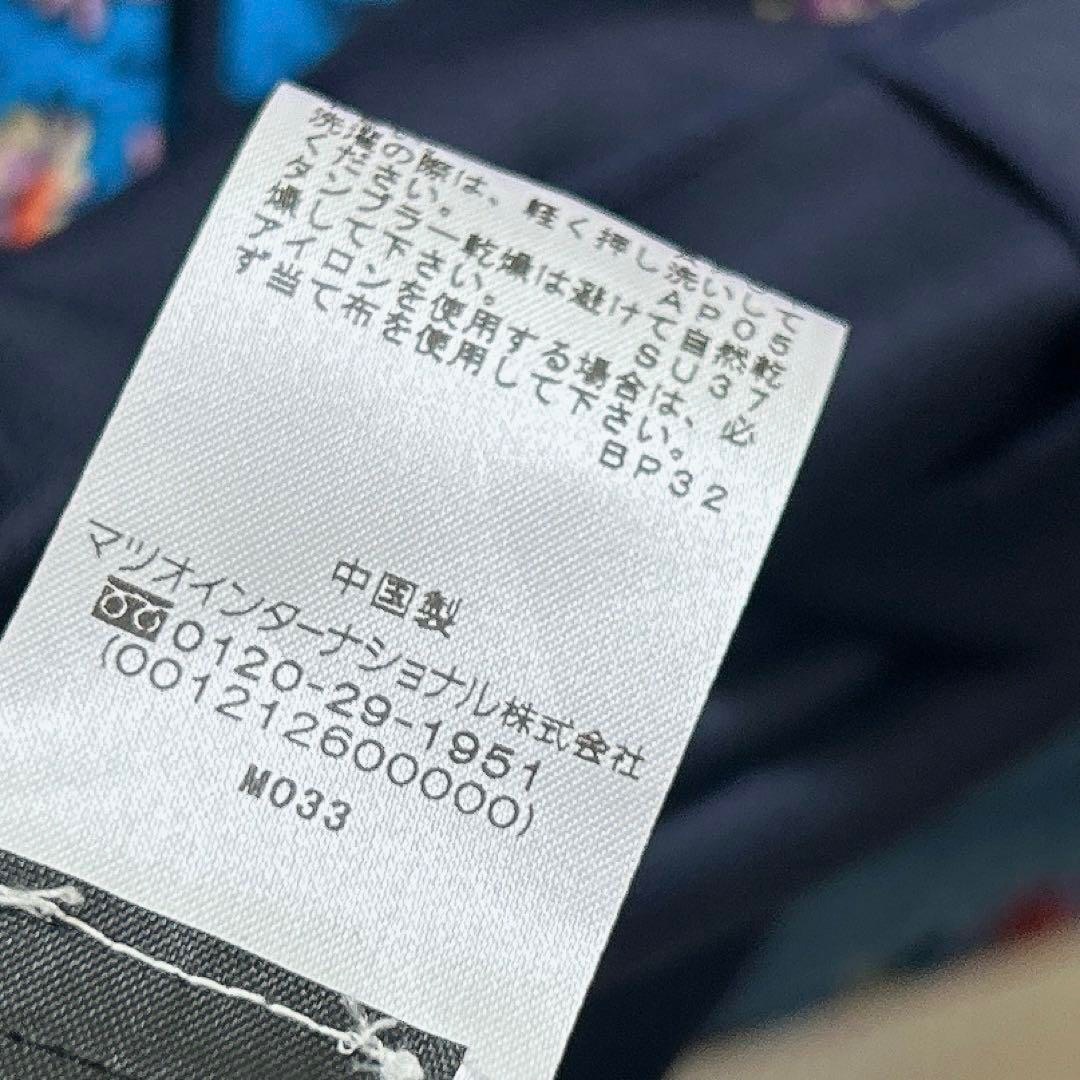 洗濯の際は、軽く押し洗いして
ください。 AP05
タンブラー乾燥は避けて自然乾
燥して下さい。 SU37
アイロンを使用する場合は、必
ず当て布を使用して下さい。
BP32
中国製
マツオインターナショナル株式会社
0120-29-1951
(001212600000)
M033